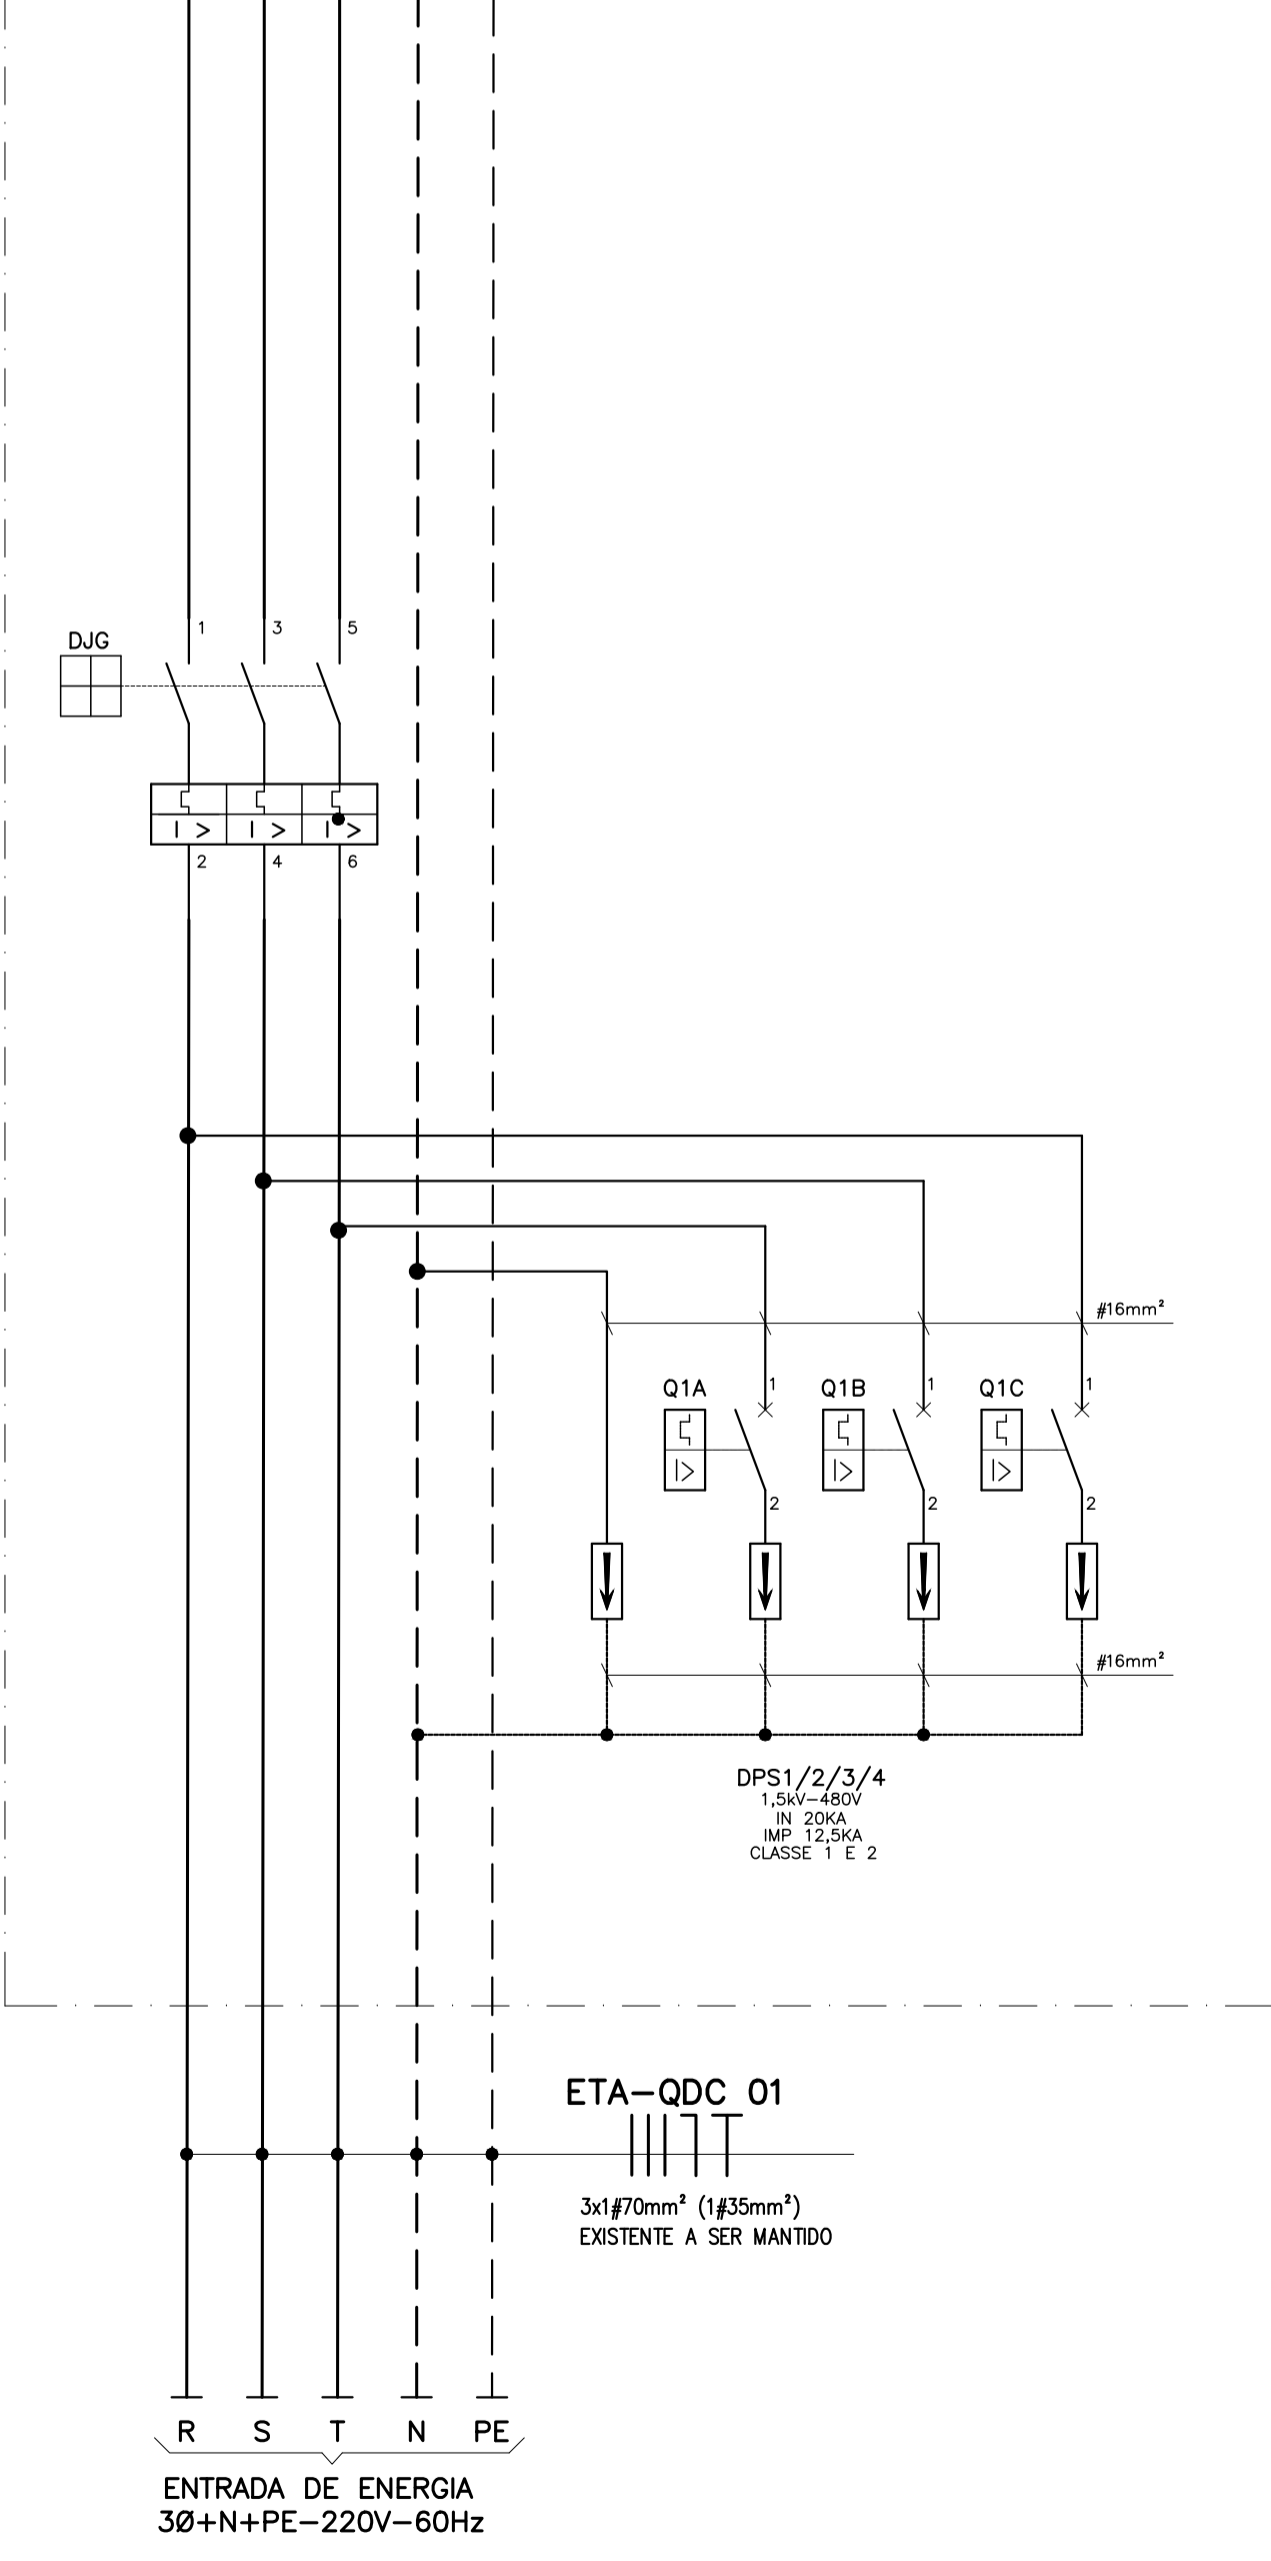 DJG
1 3 5
I > I > I >
2 4 6
#16mm²
Q1A 1 Q1B 1 Q1C 1
I> I> I>
2 2 2
#16mm²
DPS1/2/3/4
1,5kV-480V
IN 20KA
IMP 12,5KA
CLASSE 1 E 2
ETA-QDC 01
3x1#70mm² (1#35mm²)
EXISTENTE A SER MANTIDO
R S T N PE
ENTRADA DE ENERGIA
3Ø+N+PE-220V-60Hz